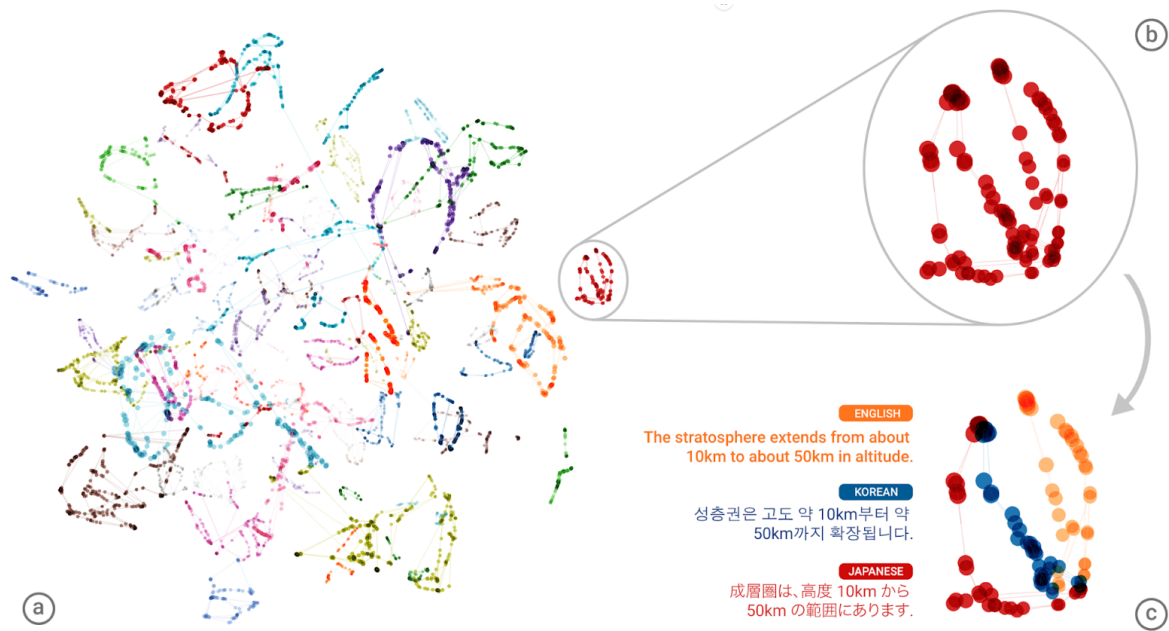 b
ENGLISH
The stratosphere extends from about
10km to about 50km in altitude.
KOREAN
성층권은 고도 약 10km부터 약
50km까지 확장됩니다.
JAPANESE
成層圏は、高度 10km から
50km の範囲にあります。
a
c